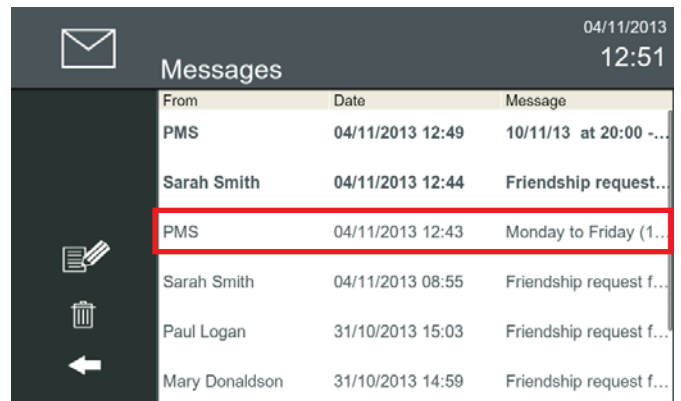 04/11/2013
12:51
Messages
From Date Message
PMS 04/11/2013 12:49 10/11/13 at 20:00 -...
Sarah Smith 04/11/2013 12:44 Friendship request...
PMS 04/11/2013 12:43 Monday to Friday (1...
Sarah Smith 04/11/2013 08:55 Friendship request f...
Paul Logan 31/10/2013 15:03 Friendship request f...
Mary Donaldson 31/10/2013 14:59 Friendship request f...